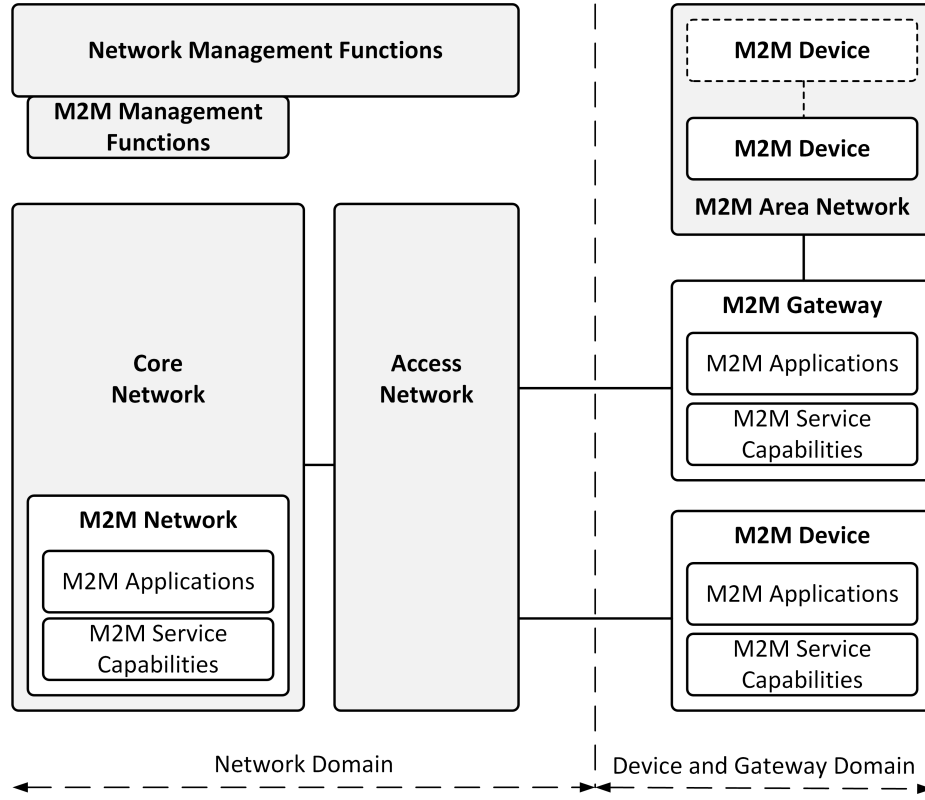 Network Management Functions
M2M Management
Functions
Core
Network
M2M Network
M2M Applications
M2M Service
Capabilities
Access
Network
M2M Device
M2M Device
M2M Area Network
M2M Gateway
M2M Applications
M2M Service
Capabilities
M2M Device
M2M Applications
M2M Service
Capabilities
Network Domain
Device and Gateway Domain